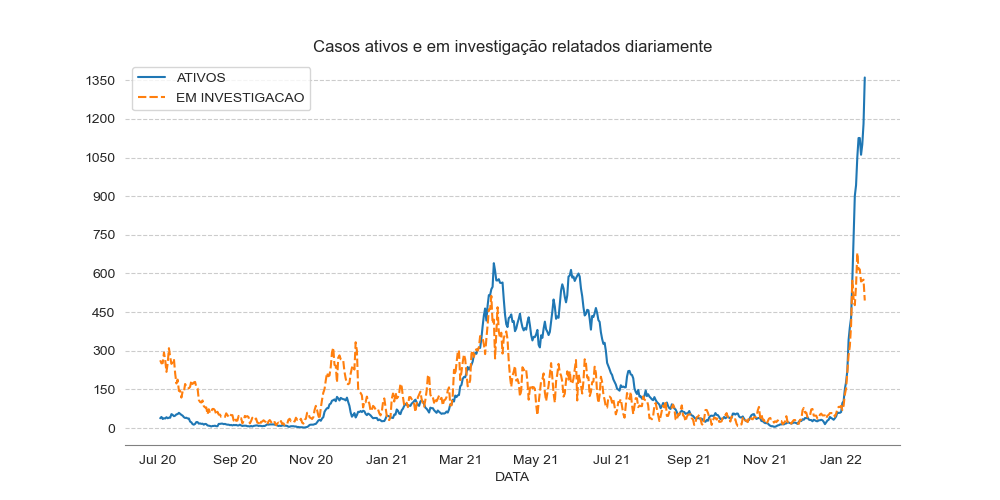 Casos ativos e em investigação relatados diariamente
ATIVOS
EM INVESTIGACAO
1350
1200
1050
900
750
600
450
300
150
0
Jul 20 Sep 20 Nov 20 Jan 21 Mar 21 May 21 Jul 21 Sep 21 Nov 21 Jan 22
DATA